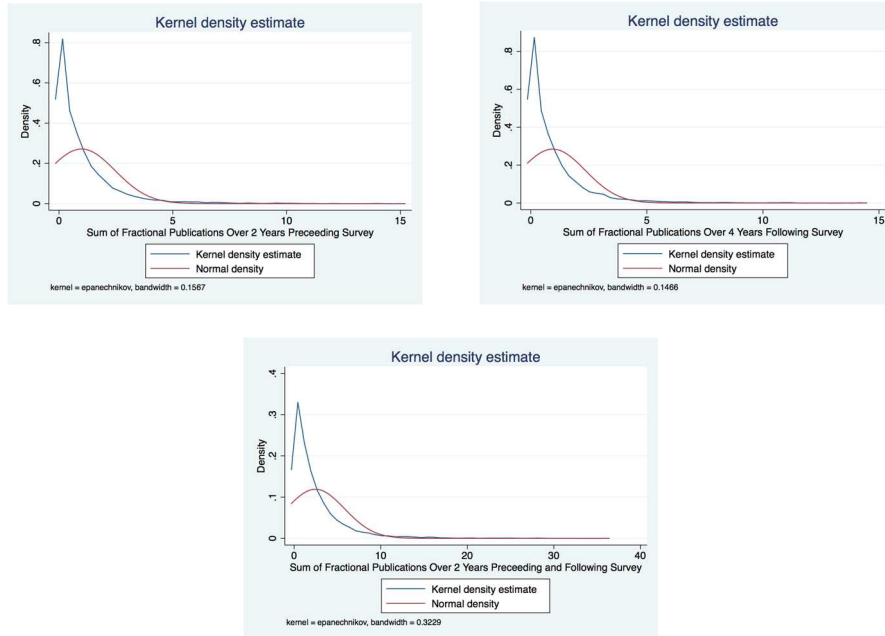 Kernel density estimate
.8
.6
.4
.2
0
Density
0 5 10 15
Sum of Fractional Publications Over 2 Years Preceeding Survey
Kernel density estimate
Normal density
kernel = epanechnikov, bandwidth = 0.1567
Kernel density estimate
.8
.6
.4
.2
0
Density
0 5 10 15
Sum of Fractional Publications Over 4 Years Following Survey
Kernel density estimate
Normal density
kernel = epanechnikov, bandwidth = 0.1466
Kernel density estimate
.4
.3
.2
.1
0
Density
0 10 20 30 40
Sum of Fractional Publications Over 2 Years Preceeding and Following Survey
Kernel density estimate
Normal density
kernel = epanechnikov, bandwidth = 0.3229